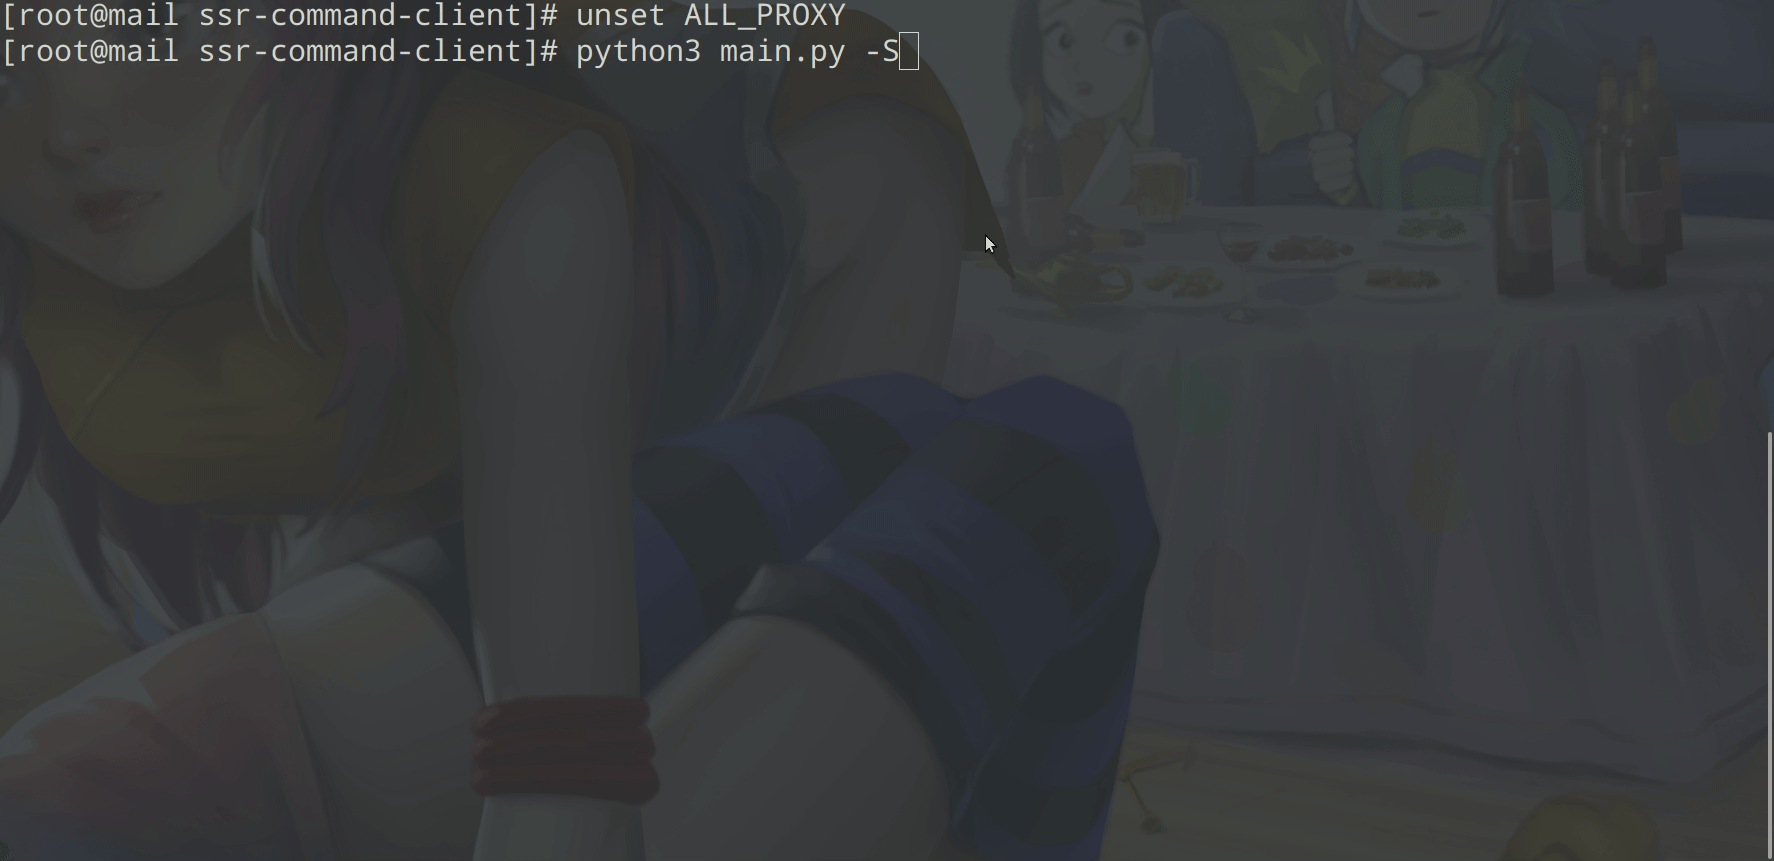 [root@mail ssr-command-client]# unset ALL_PROXY
[root@mail ssr-command-client]# python3 main.py -S